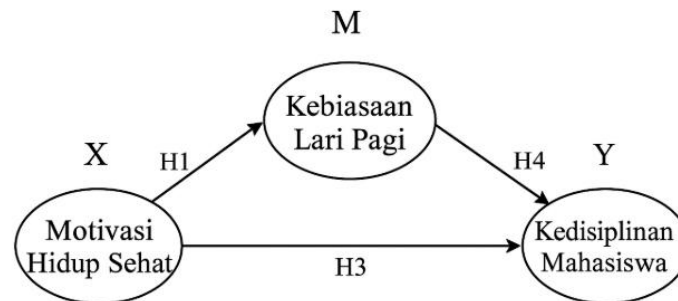 M
Kebiasaan
Lari Pagi
X
H1
H4
Y
Motivasi
Hidup Sehat
H3
Kedisiplinan
Mahasiswa